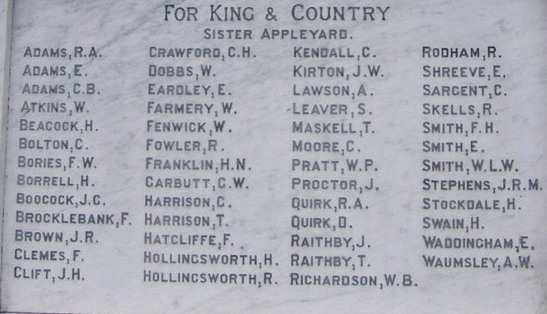 FOR KING & COUNTRY
SISTER APPLEYARD.
ADAMS, R.A.
ADAMS, E.
ADAMS, C.B.
ATKINS, W.
BEACOCK, H.
BOLTON, C.
BORIES, F.W.
BORRELL, H.
BOOCOCK, J.C.
BROCKLEBANK, F.
BROWN, J.R.
CLEMES, F.
CLIFT, J.H.
CRAWFORD, C.H.
DOBBS, W.
EARDLEY, E.
FARMERY, W.
FENWICK, W.
FOWLER, R.
FRANKLIN, H.N.
GARBUTT, G.W.
HARRISON, C.
HARRISON, T.
HATCLIFFE, F.
HOLLINGSWORTH, H.
HOLLINGSWORTH, R.
KENDALL, C.
KIRTON, J.W.
LAWSON, A.
LEAVER, S.
MASKELL, T.
MOORE, C.
PRATT, W.P.
PROCTOR, J.
QUIRK, R.A.
QUIRK, D.
RAITHBY, J.
RAITHBY, T.
RICHARDSON, W.B.
RODHAM, R.
SHREEVE, E.
SARGENT, C.
SKELLS, R.
SMITH, F.H.
SMITH, E.
SMITH, W.L.W.
STEPHENS, J.R.M.
STOCKDALE, H.
SWAIN, H.
WADDINGHAM, E.
WAUMSLEY, A.W.